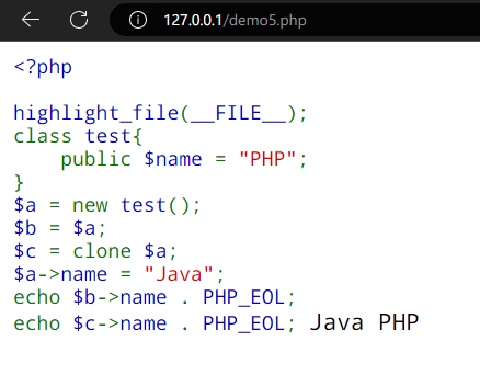 127.0.0.1/demo5.php
<?php
highlight_file(__FILE__);
class test{
    public $name = "PHP";
}
$a = new test();
$b = $a;
$c = clone $a;
$a->name = "Java";
echo $b->name . PHP_EOL;
echo $c->name . PHP_EOL; Java PHP